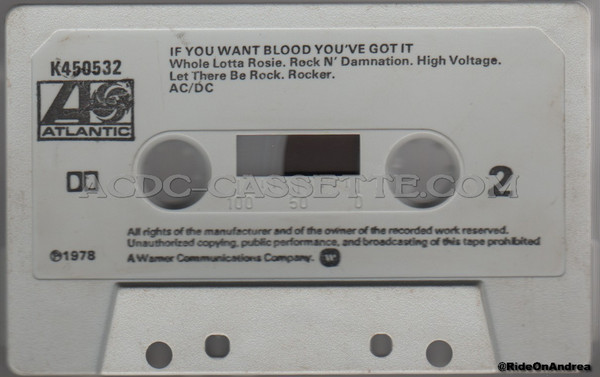 IF YOU WANT BLOOD YOU'VE GOT IT
K450532
Whole Lotta Rosie. Rock N' Damnation. High Voltage.
Let There Be Rock. Rocker.
AC/DC
ATLANTIC
ACDC-CASSETTE.COM
2
100 50 0
All rights of the manufacturer and of the owner of the recorded work reserved.
Unauthorized copying, public performance, and broadcasting of this tape prohibited
℗1978
A Warner Communications Company.
@RideOnAndrea